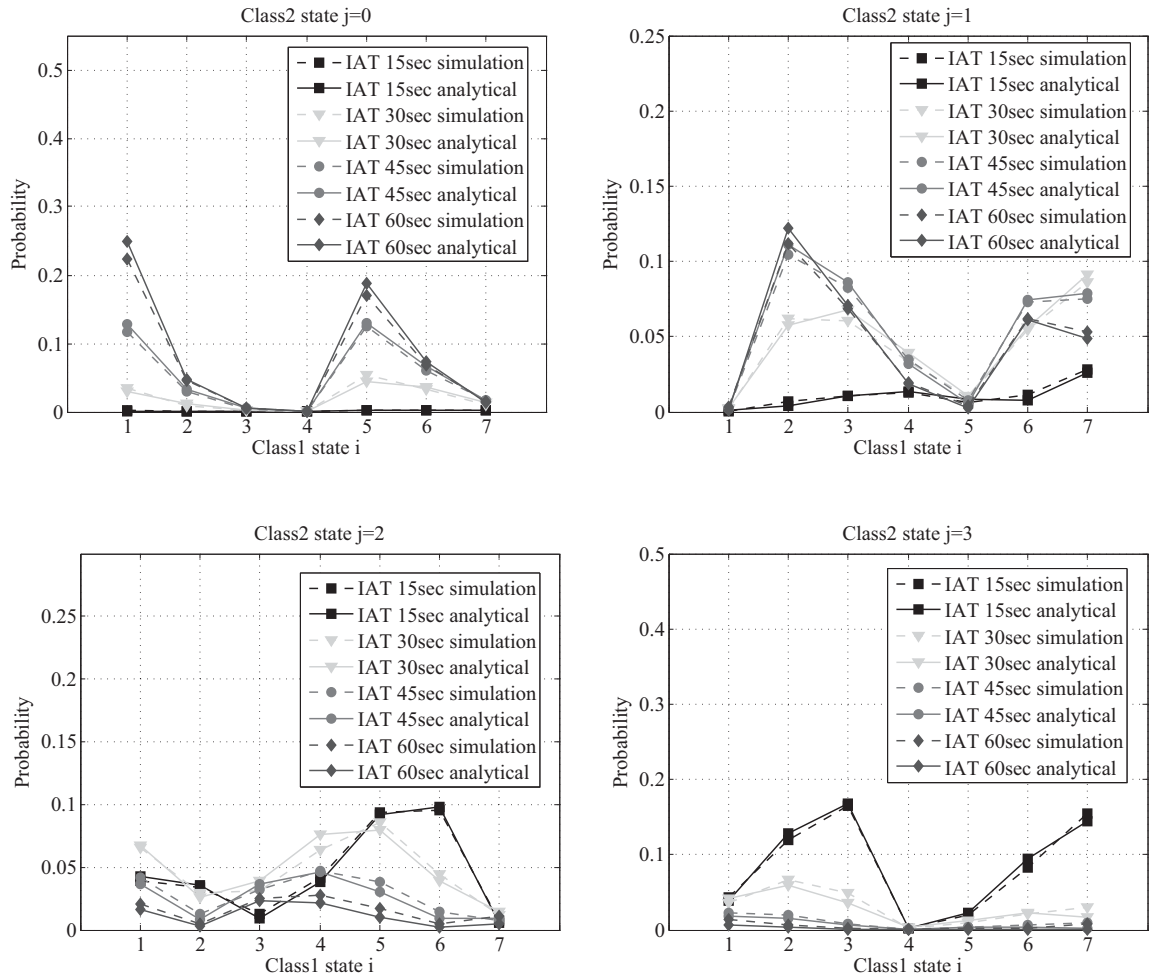 Class2 state j=0
0.5
0.4
0.3
0.2
0.1
0
Probability
IAT 15sec simulation
IAT 15sec analytical
IAT 30sec simulation
IAT 30sec analytical
IAT 45sec simulation
IAT 45sec analytical
IAT 60sec simulation
IAT 60sec analytical
1 2 3 4 5 6 7
Class1 state i
Class2 state j=1
0.25
0.2
0.15
0.1
0.05
0
Probability
IAT 15sec simulation
IAT 15sec analytical
IAT 30sec simulation
IAT 30sec analytical
IAT 45sec simulation
IAT 45sec analytical
IAT 60sec simulation
IAT 60sec analytical
1 2 3 4 5 6 7
Class1 state i
Class2 state j=2
0.25
0.2
0.15
0.1
0.05
0
Probability
IAT 15sec simulation
IAT 15sec analytical
IAT 30sec simulation
IAT 30sec analytical
IAT 45sec simulation
IAT 45sec analytical
IAT 60sec simulation
IAT 60sec analytical
1 2 3 4 5 6 7
Class1 state i
Class2 state j=3
0.5
0.4
0.3
0.2
0.1
0
Probability
IAT 15sec simulation
IAT 15sec analytical
IAT 30sec simulation
IAT 30sec analytical
IAT 45sec simulation
IAT 45sec analytical
IAT 60sec simulation
IAT 60sec analytical
1 2 3 4 5 6 7
Class1 state i